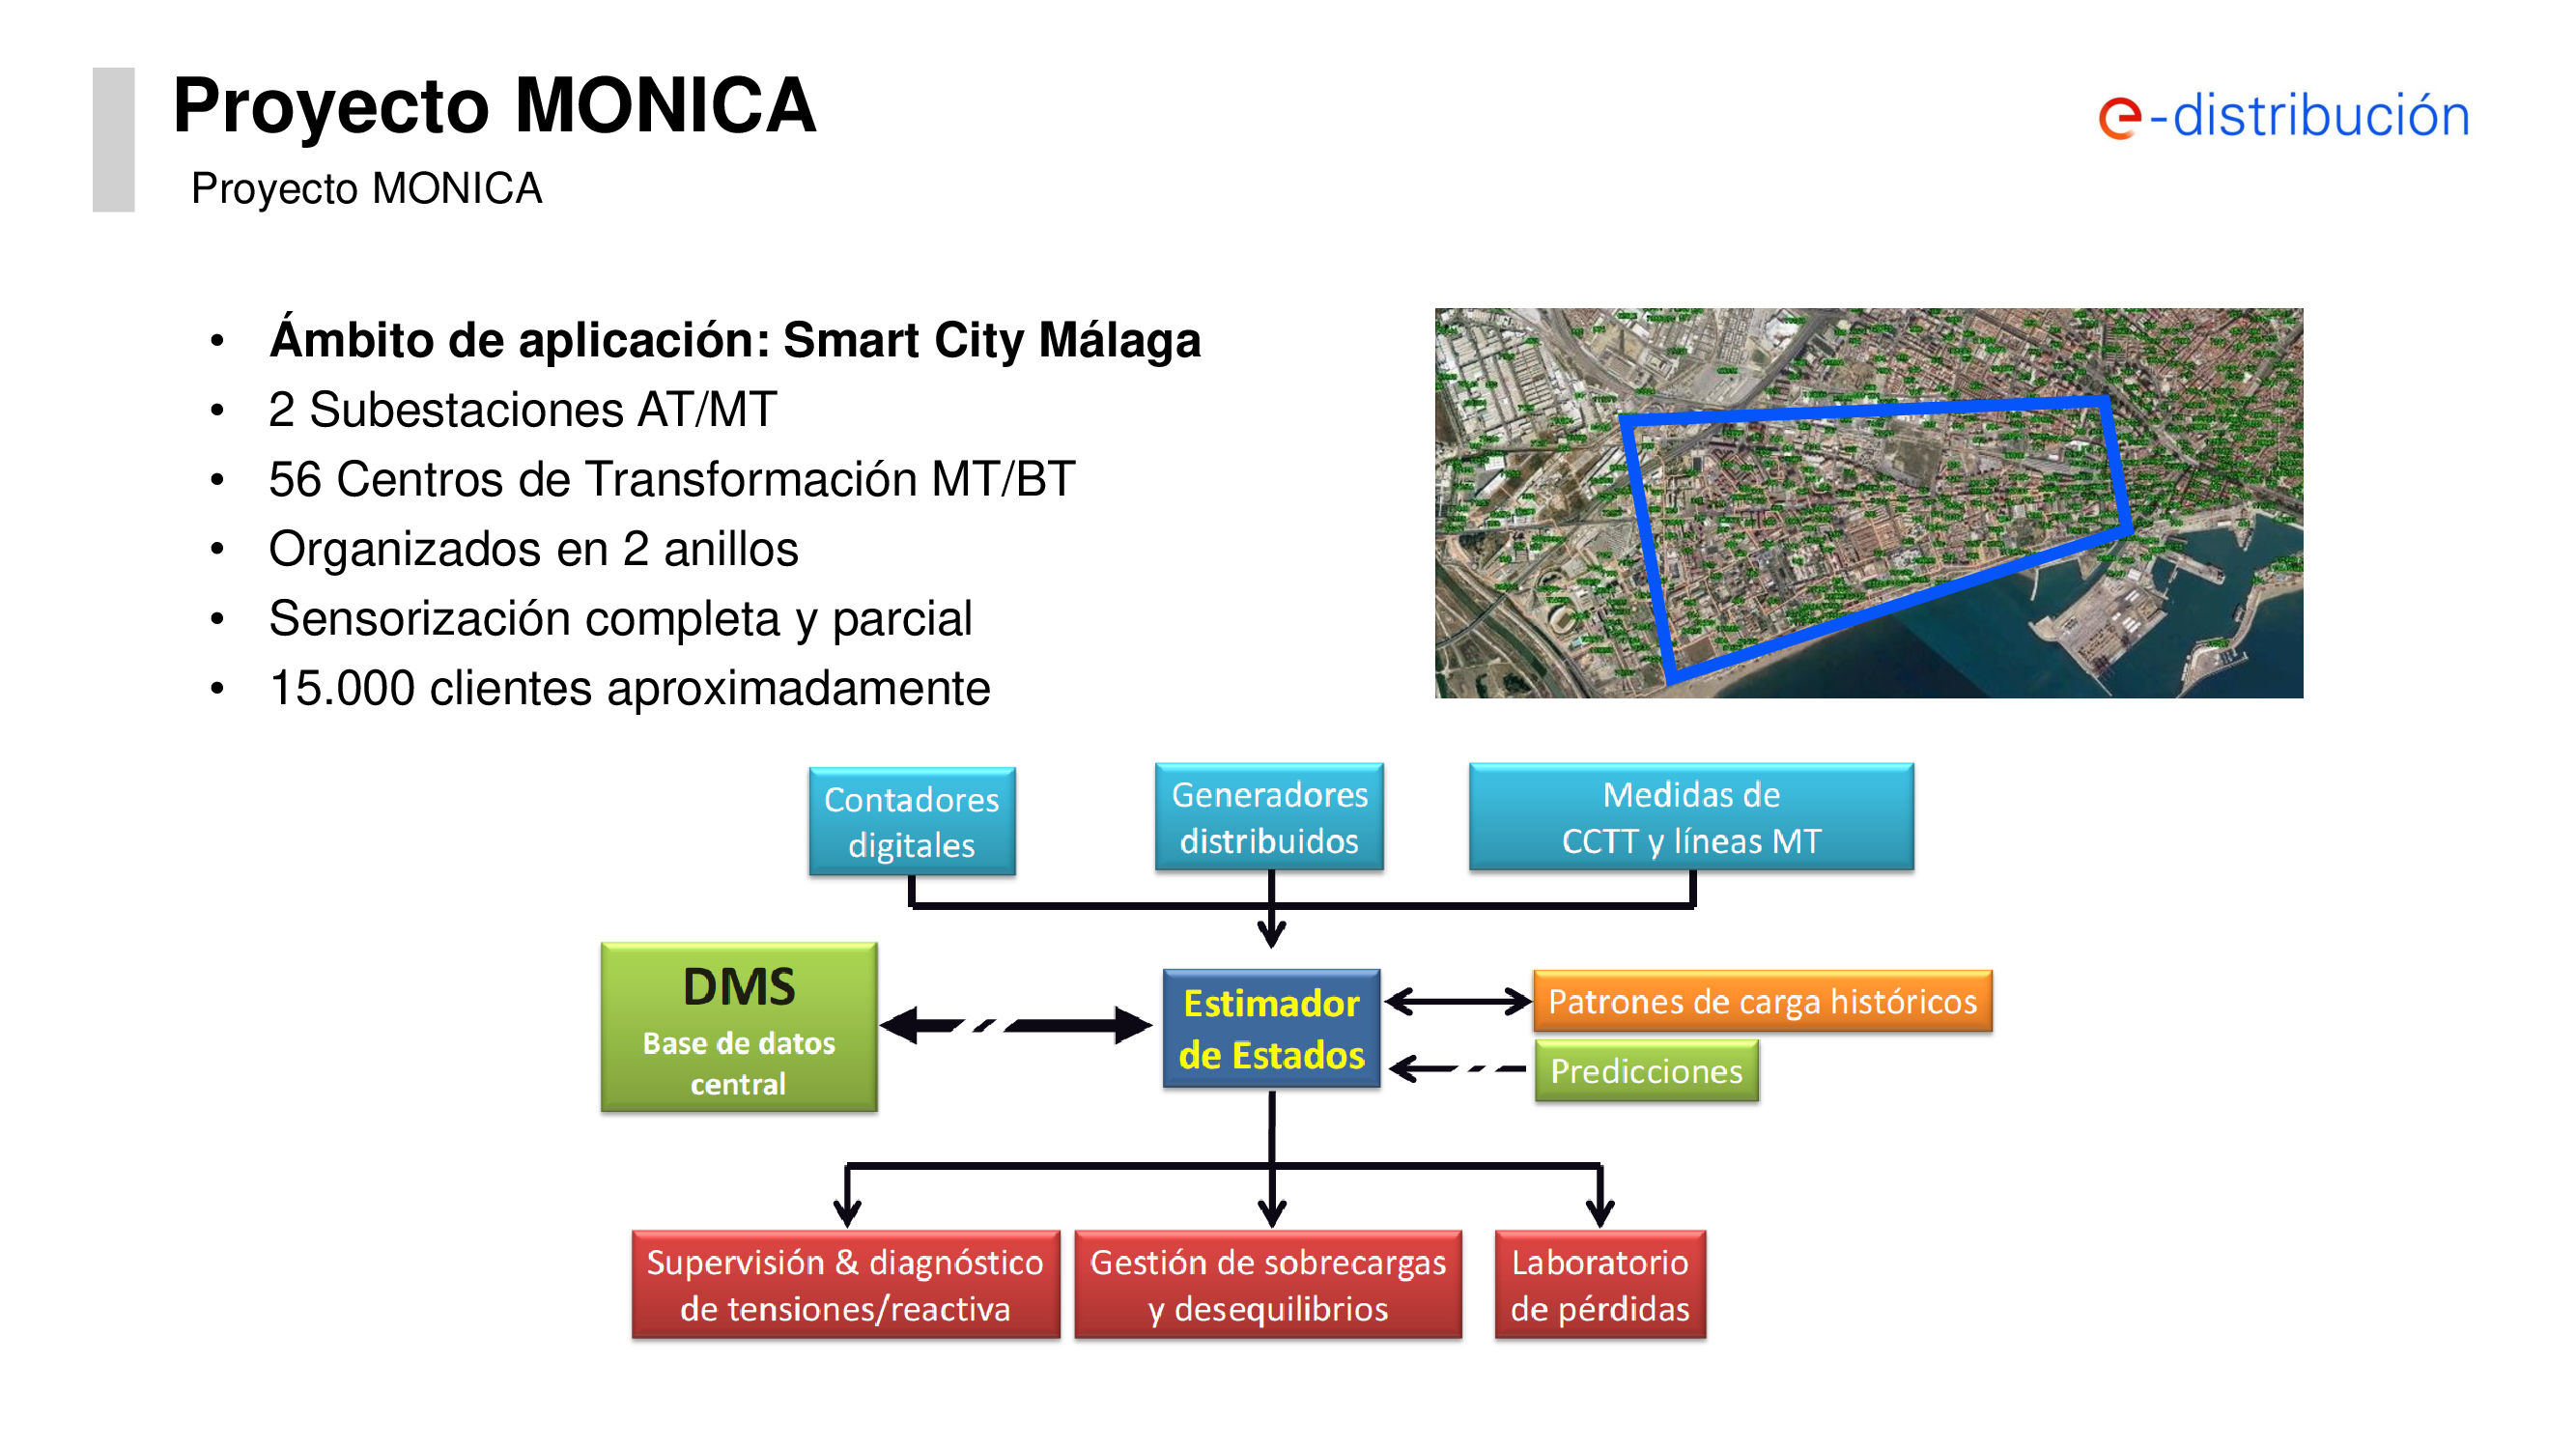 Proyecto MONICA
e-distribución
Proyecto MONICA
• Ámbito de aplicación: Smart City Málaga
• 2 Subestaciones AT/MT
• 56 Centros de Transformación MT/BT
• Organizados en 2 anillos
• Sensorización completa y parcial
• 15.000 clientes aproximadamente
Contadores
digitales
Generadores
distribuidos
Medidas de
CCTT y líneas MT
DMS
Base de datos
central
Estimador
de Estados
Patrones de carga históricos
Predicciones
Supervisión & diagnóstico
de tensiones/reactiva
Gestión de sobrecargas
y desequilibrios
Laboratorio
de pérdidas